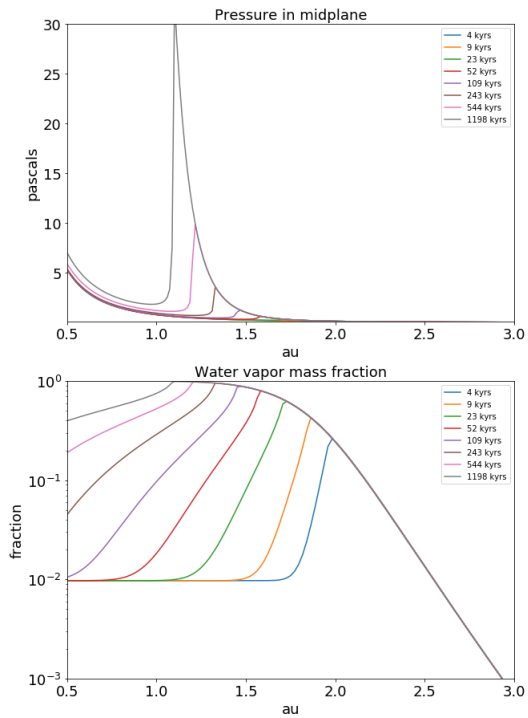 Pressure in midplane
30
25
20
15
10
5
pascals
0.5 1.0 1.5 2.0 2.5 3.0
au
4 kyrs
9 kyrs
23 kyrs
52 kyrs
109 kyrs
243 kyrs
544 kyrs
1198 kyrs
Water vapor mass fraction
10⁰
10⁻¹
10⁻²
10⁻³
fraction
0.5 1.0 1.5 2.0 2.5 3.0
au
4 kyrs
9 kyrs
23 kyrs
52 kyrs
109 kyrs
243 kyrs
544 kyrs
1198 kyrs